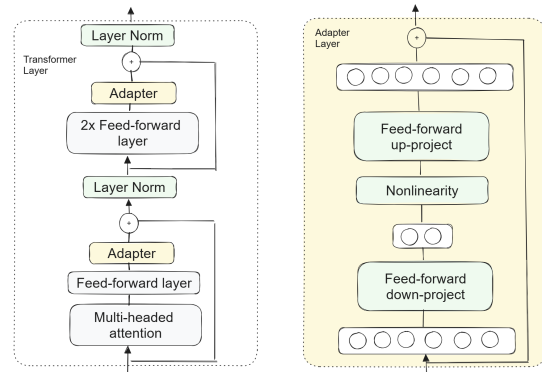 Layer Norm
Transformer
Layer
+
Adapter
2x Feed-forward
layer
Layer Norm
+
Adapter
Feed-forward layer
Multi-headed
attention
Adapter
Layer
+
Feed-forward
up-project
Nonlinearity
Feed-forward
down-project